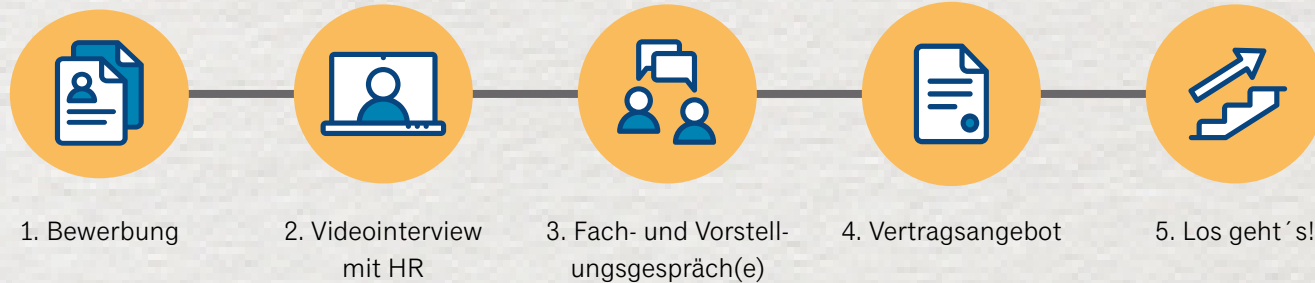 1. Bewerbung
2. Videointerview
mit HR
3. Fach- und Vorstell-
ungsgespräch(e)
4. Vertragsangebot
5. Los geht´s!